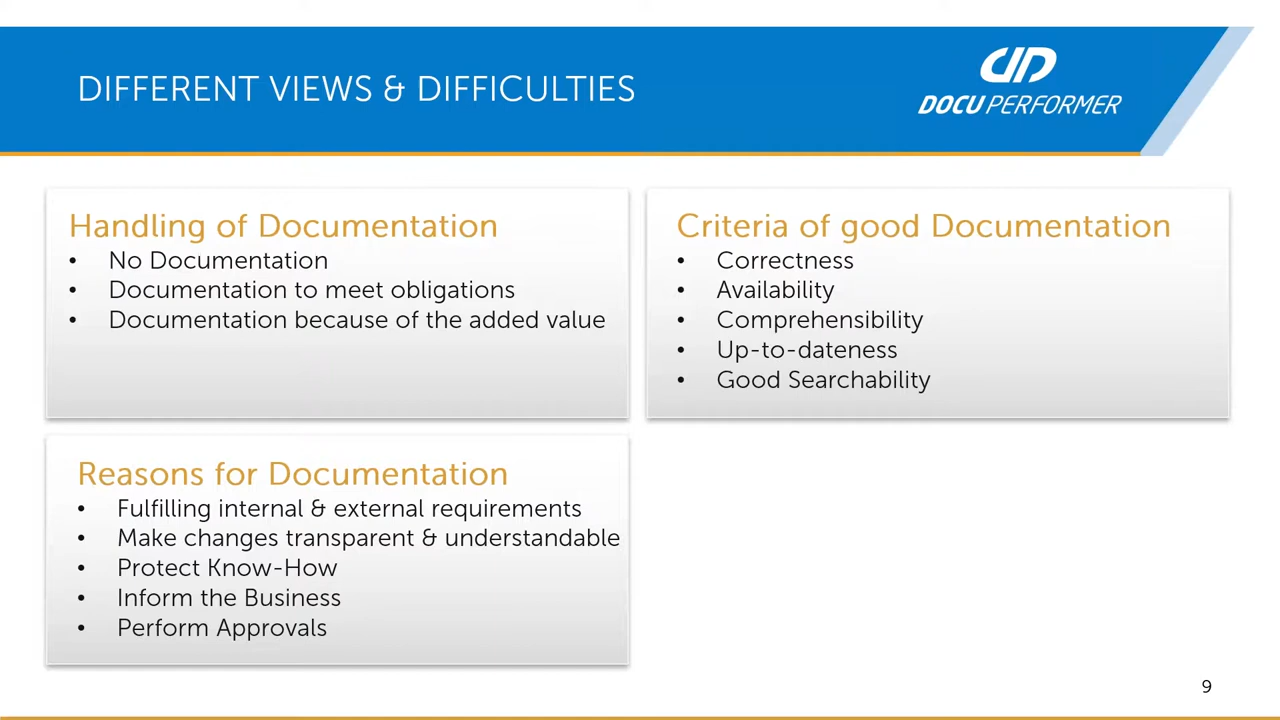 DIFFERENT VIEWS & DIFFICULTIES
DOCU PERFORMER
Handling of Documentation
• No Documentation
• Documentation to meet obligations
• Documentation because of the added value
Criteria of good Documentation
• Correctness
• Availability
• Comprehensibility
• Up-to-dateness
• Good Searchability
Reasons for Documentation
• Fulfilling internal & external requirements
• Make changes transparent & understandable
• Protect Know-How
• Inform the Business
• Perform Approvals
9